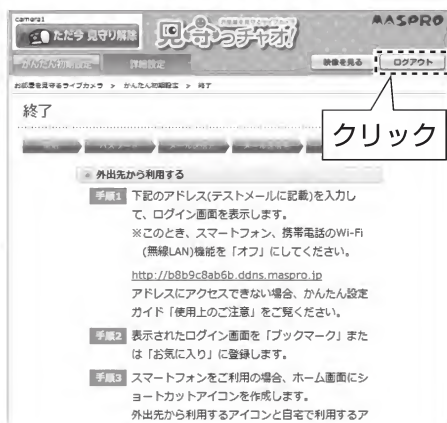 camera1
ただ今 見守り解除
お部屋を見守るライブカメラ
見守っチャオ!
MASPRO
かんたん初期設定
詳細設定
映像を見る
ログアウト
お部屋を見守るライブカメラ > かんたん初期設定 > 終了
終了
クリック
外出先から利用する
手順1 下記のアドレス(テストメールに記載)を入力し
て、ログイン画面を表示します。
※このとき、スマートフォン、携帯電話のWi-Fi
(無線LAN)機能を「オフ」にしてください。
http://b8b9c8ab6b.ddns.maspro.jp
アドレスにアクセスできない場合、かんたん設定
ガイド「使用上のご注意」をご覧ください。
手順2 表示されたログイン画面を「ブックマーク」また
は「お気に入り」に登録します。
手順3 スマートフォンをご利用の場合、ホーム画面にシ
ョートカットアイコンを作成します。
外出先から利用するアイコンと自宅で利用するア